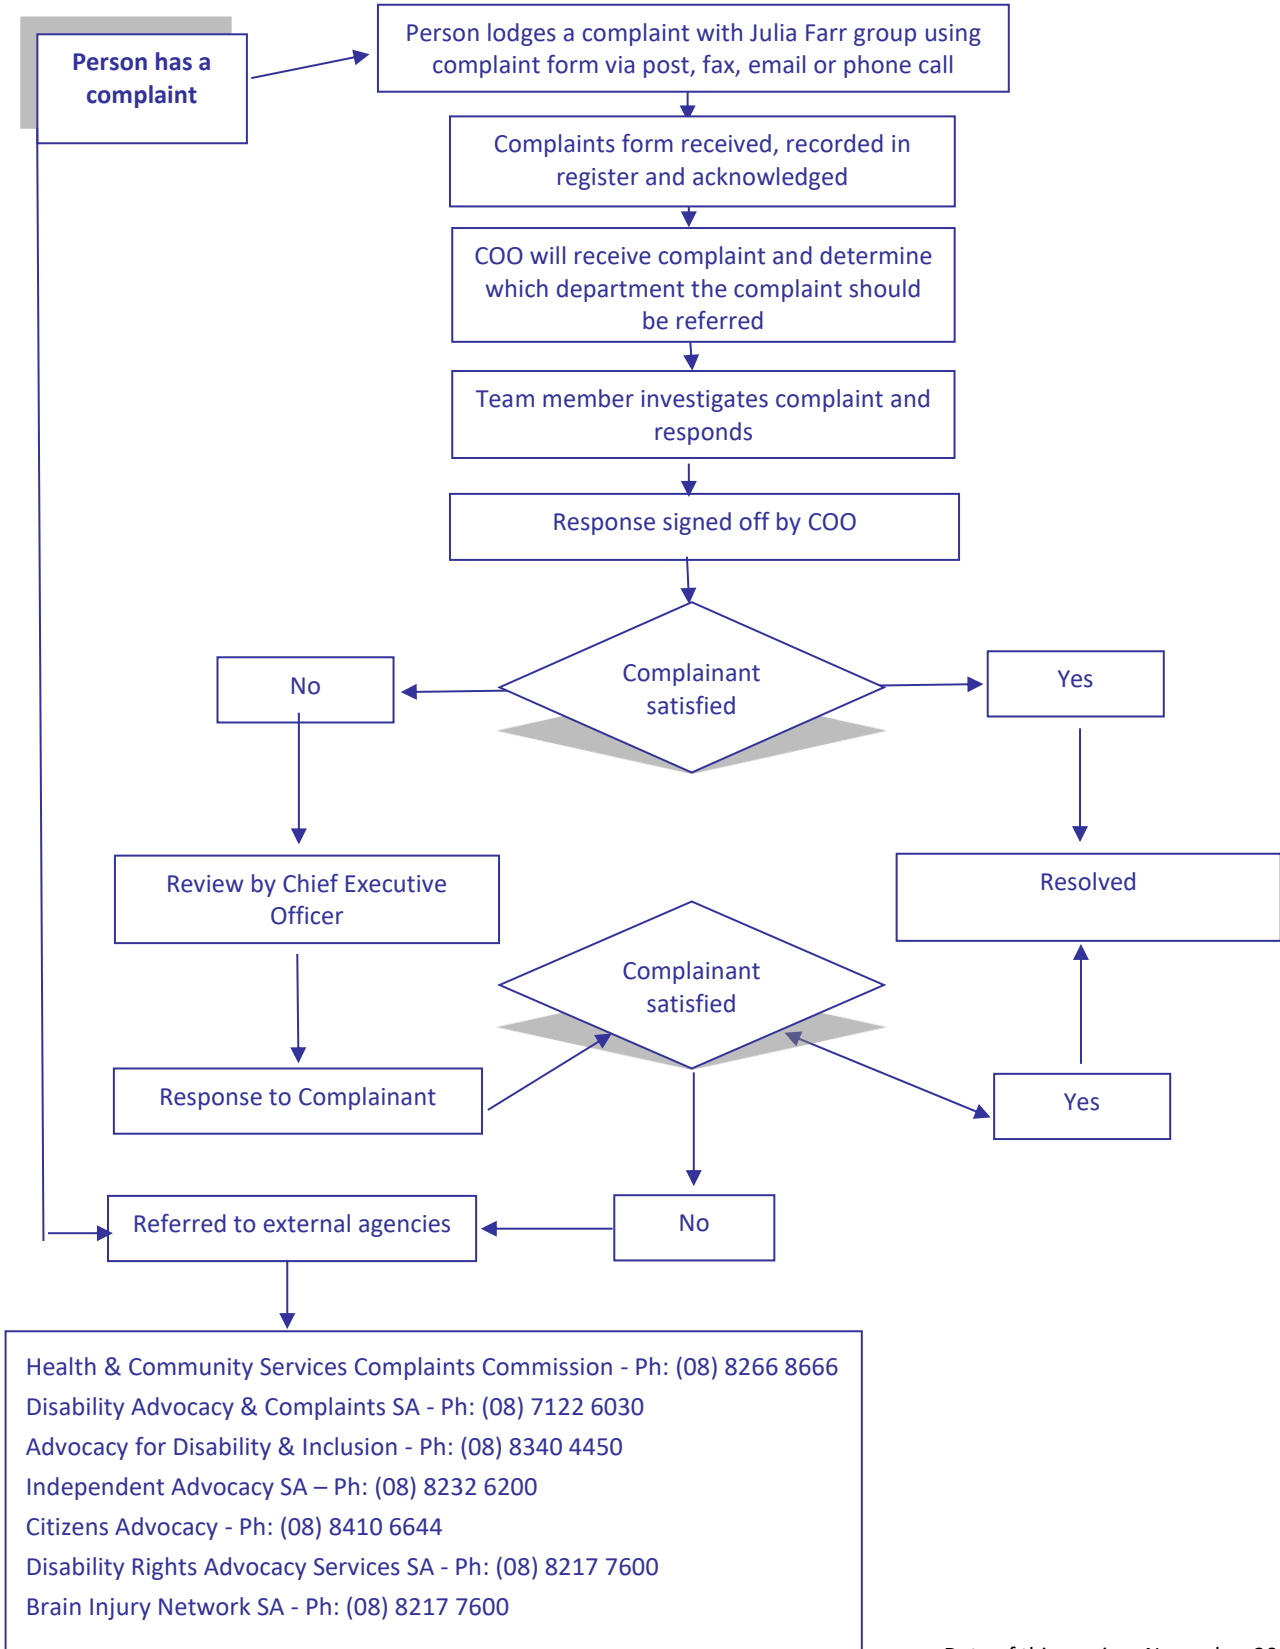 Person has a
complaint
Person lodges a complaint with Julia Farr group using
complaint form via post, fax, email or phone call
Complaints form received, recorded in
register and acknowledged
COO will receive complaint and determine
which department the complaint should
be referred
Team member investigates complaint and
responds
Response signed off by COO
Complainant
satisfied
No
Yes
Review by Chief Executive
Officer
Resolved
Complainant
satisfied
Response to Complainant
Yes
Referred to external agencies
No
Health & Community Services Complaints Commission - Ph: (08) 8266 8666
Disability Advocacy & Complaints SA - Ph: (08) 7122 6030
Advocacy for Disability & Inclusion - Ph: (08) 8340 4450
Independent Advocacy SA – Ph: (08) 8232 6200
Citizens Advocacy - Ph: (08) 8410 6644
Disability Rights Advocacy Services SA - Ph: (08) 8217 7600
Brain Injury Network SA - Ph: (08) 8217 7600